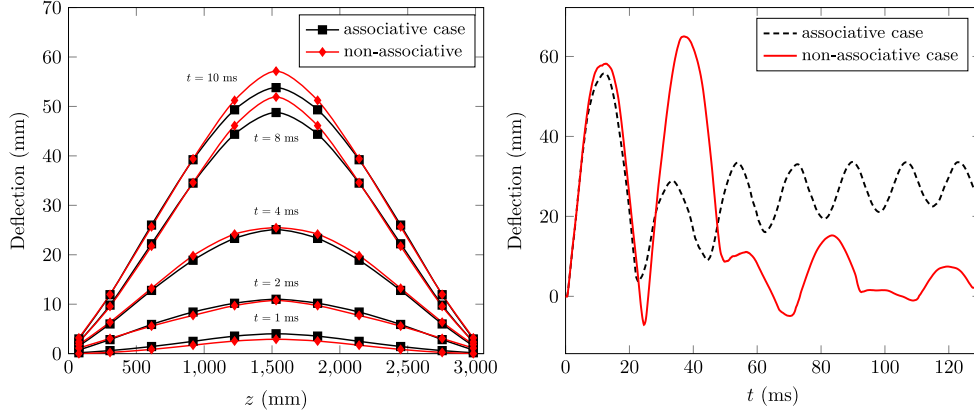 70
60
50
40
30
20
10
0
Deflection (mm)
0
500
1,000
1,500
2,000
2,500
3,000
z (mm)
associative case
non-associative
t = 10 ms
t = 8 ms
t = 4 ms
t = 2 ms
t = 1 ms
60
40
20
0
Deflection (mm)
0
20
40
60
80
100
120
t (ms)
associative case
non-associative case